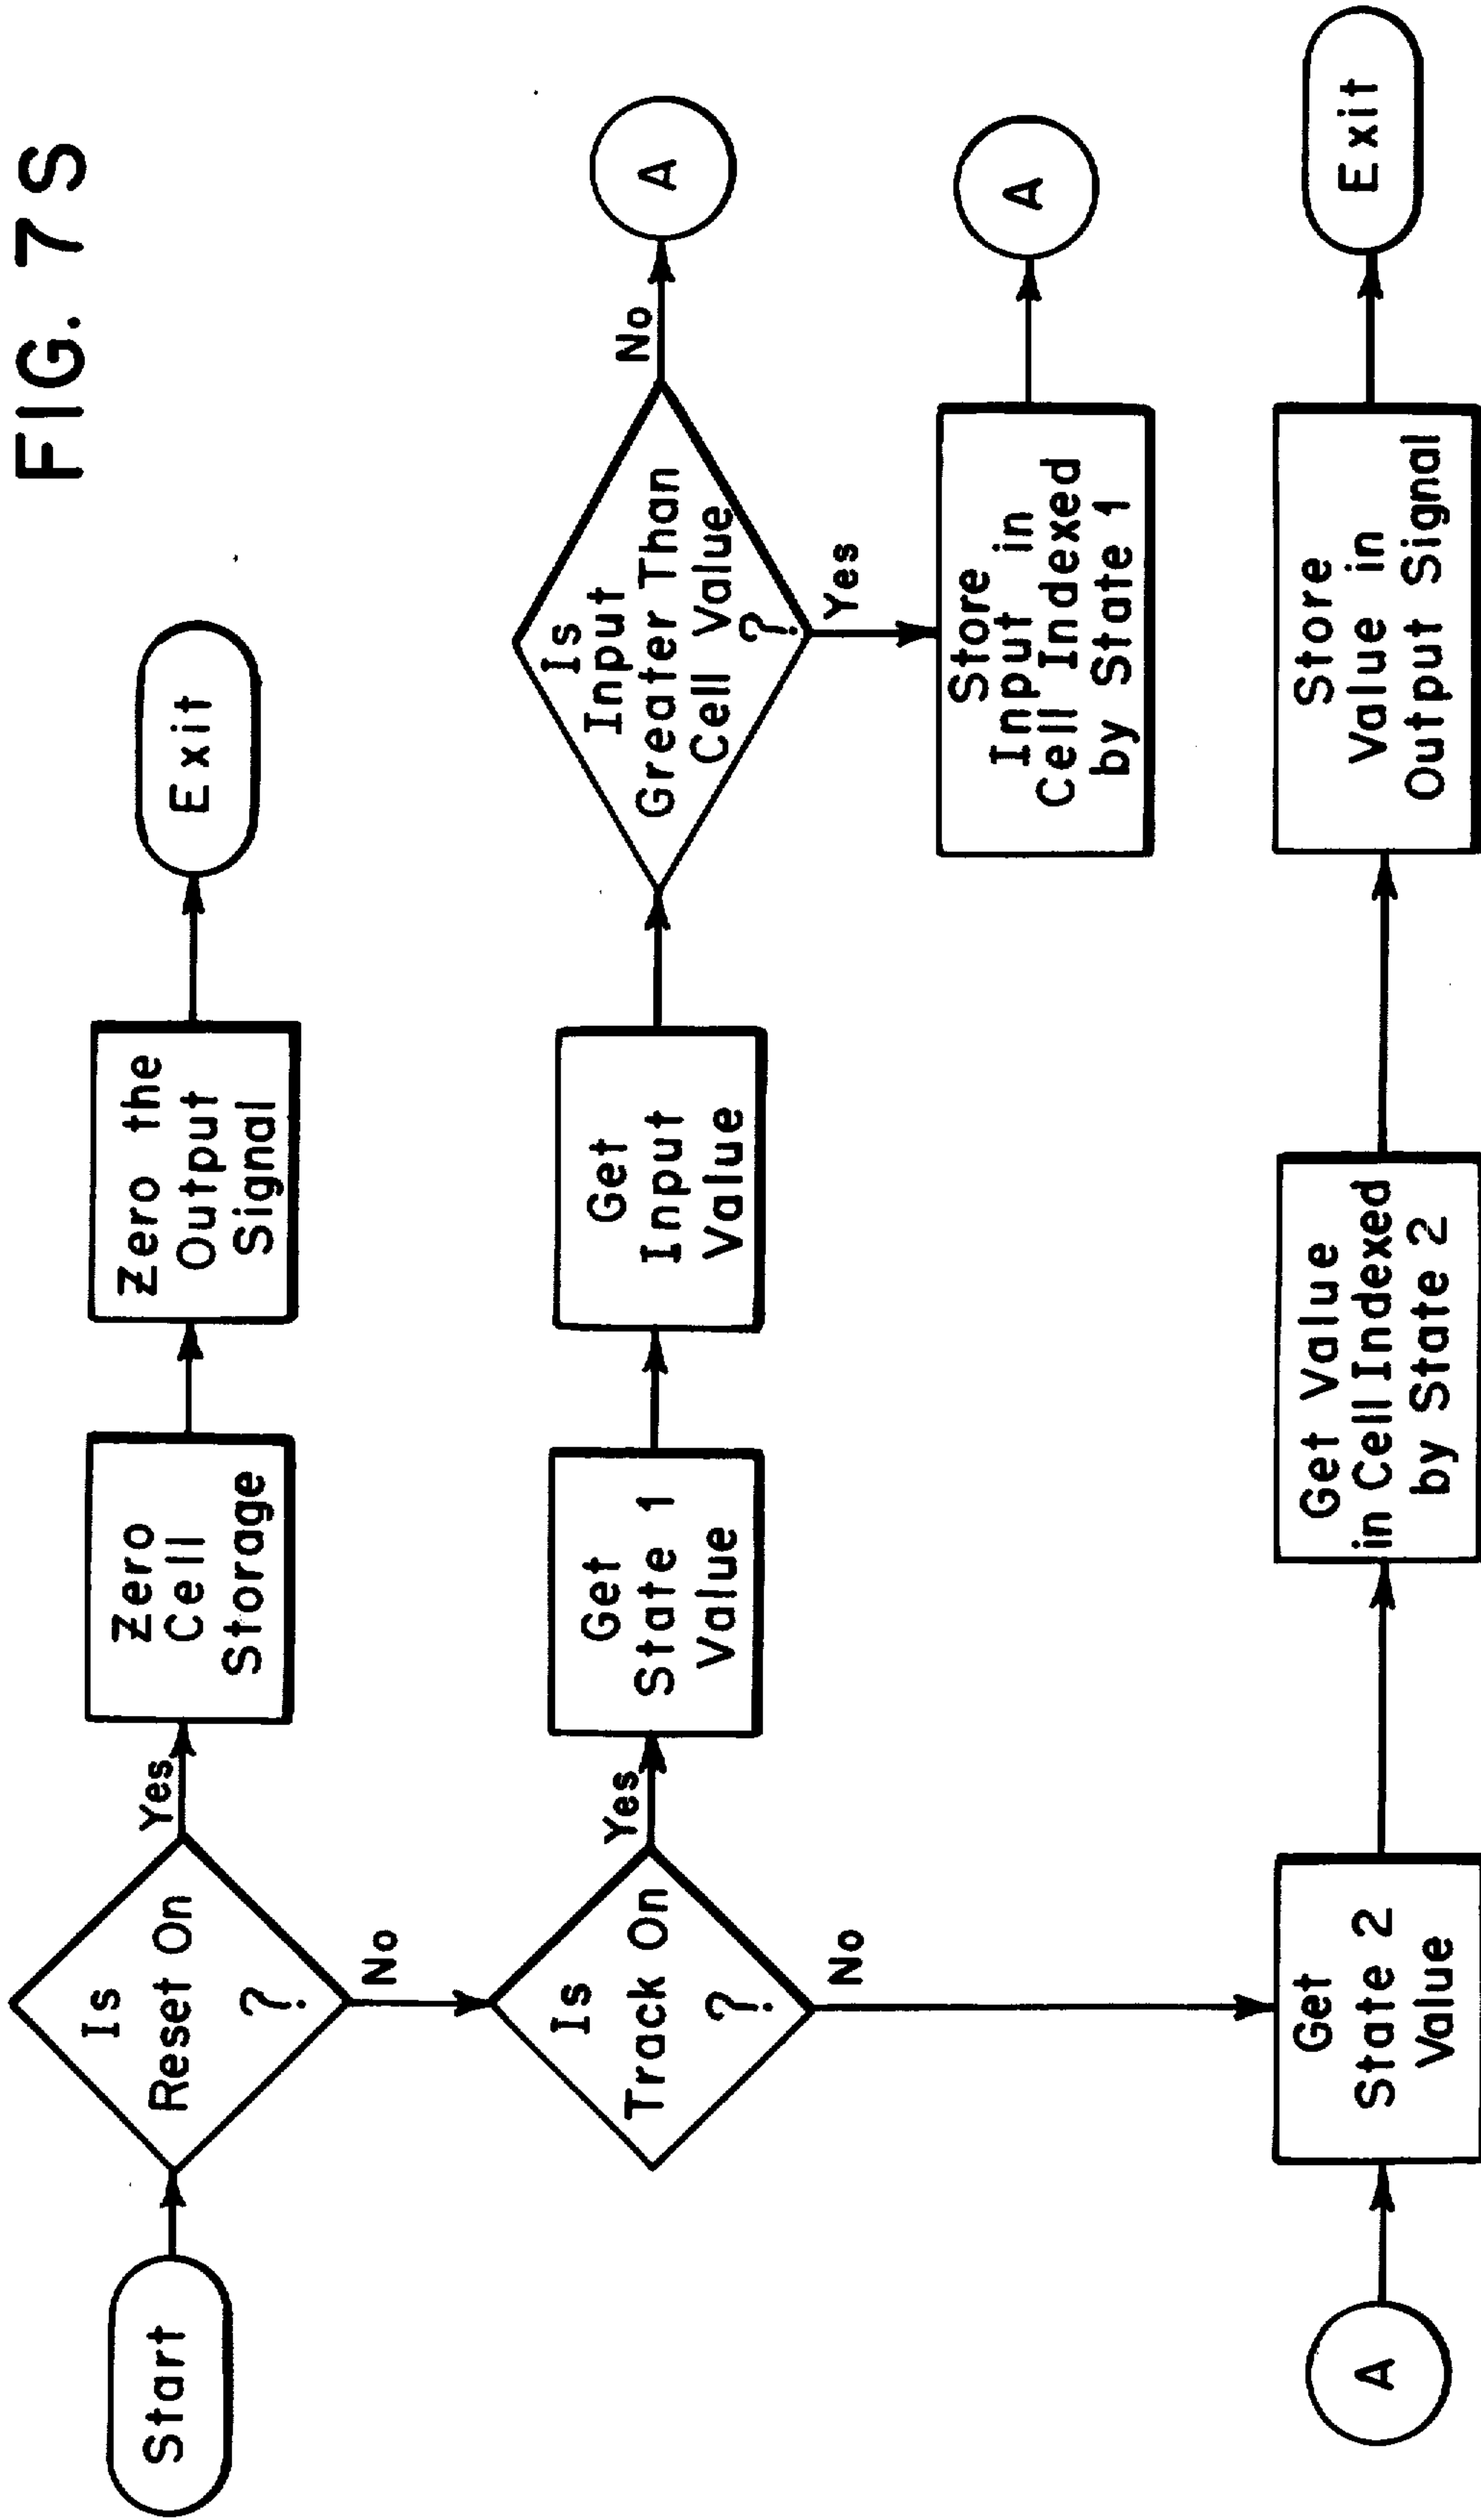 FIG. 7S
Start
Is
Reset On
?
Yes
Zero
Cell
Storage
Zero the
Output
Signal
Exit
No
Is
Track On
?
Yes
Get
State 1
Value
Get
Input
Value
Is
Input
Greater Than
Cell Value
?
No
A
Yes
Store
Input in
Cell Indexed
by State 1
A
No
A
Get
State 2
Value
Get Value
in Cell Indexed
by State 2
Store
Value in
Output Signal
Exit